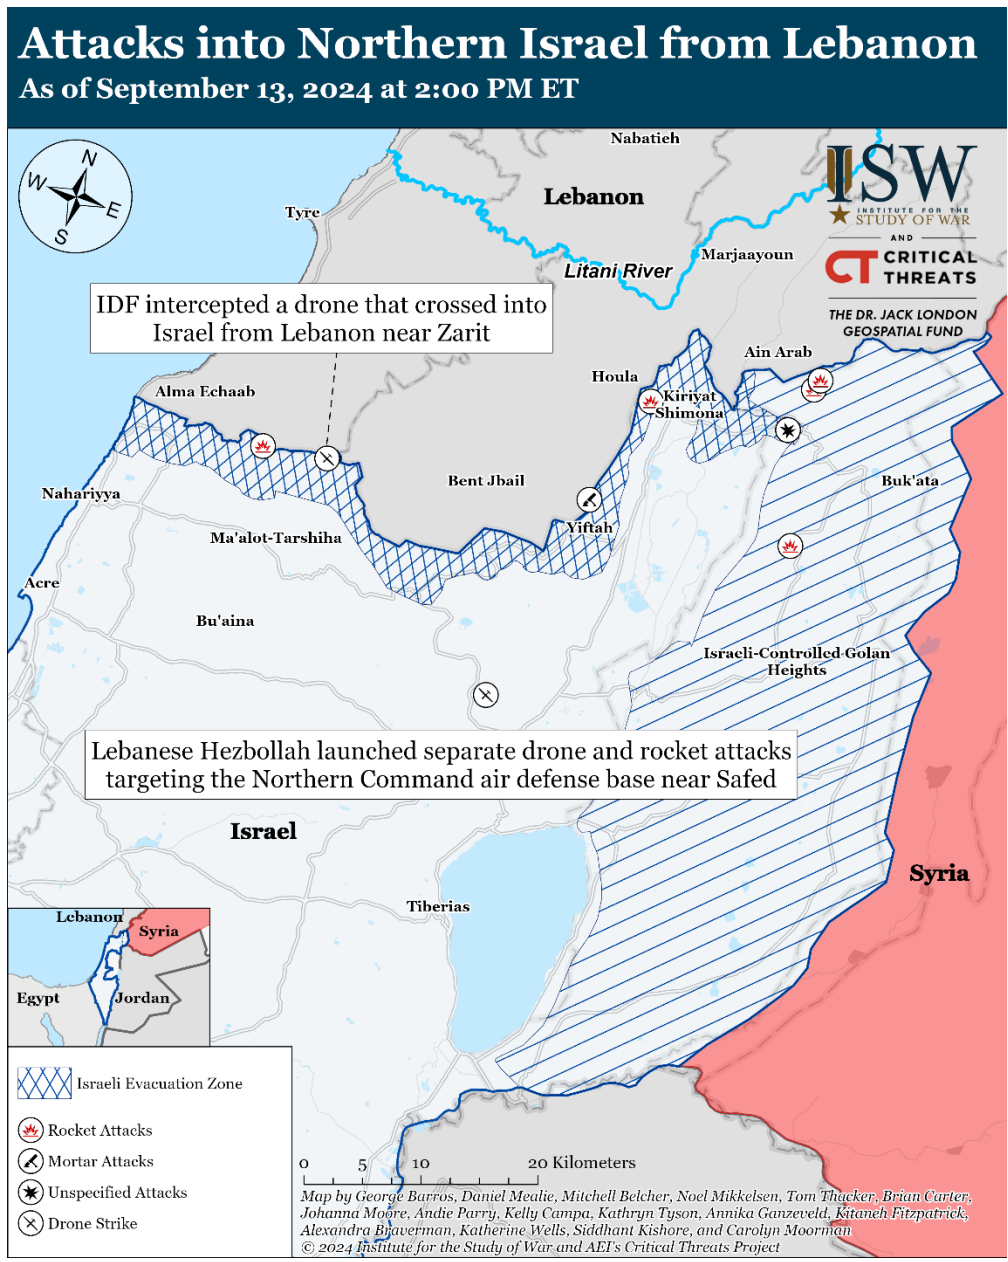 Attacks into Northern Israel from Lebanon
As of September 13, 2024 at 2:00 PM ET
N
W
E
S
Nabatieh
Lebanon
Tyre
Litani River
Marjaayoun
ISW
INSTITUTE FOR THE
STUDY OF WAR
AND
CT CRITICAL
THREATS
THE DR. JACK LONDON
GEOSPATIAL FUND
IDF intercepted a drone that crossed into
Israel from Lebanon near Zarit
Ain Arab
Houla
Alma Echaab
Kiriyat
Shimona
Bent Jbail
Buk'ata
Nahariyya
Yiftah
Ma'alot-Tarshiha
Acre
Bu'aina
Israeli-Controlled Golan
Heights
Lebanese Hezbollah launched separate drone and rocket attacks
targeting the Northern Command air defense base near Safed
Israel
Syria
Tiberias
Lebanon
Syria
Egypt
Jordan
Israeli Evacuation Zone
Rocket Attacks
Mortar Attacks
Unspecified Attacks
Drone Strike
0 5 10 20 Kilometers
Map by George Barros, Daniel Mealie, Mitchell Belcher, Noel Mikkelsen, Tom Thacker, Brian Carter,
Johanna Moore, Andie Parry, Kelly Campa, Kathryn Tyson, Annika Ganzeveld, Kitaneh Fitzpatrick,
Alexandra Braverman, Katherine Wells, Siddhant Kishore, and Carolyn Moorman
© 2024 Institute for the Study of War and AEI's Critical Threats Project